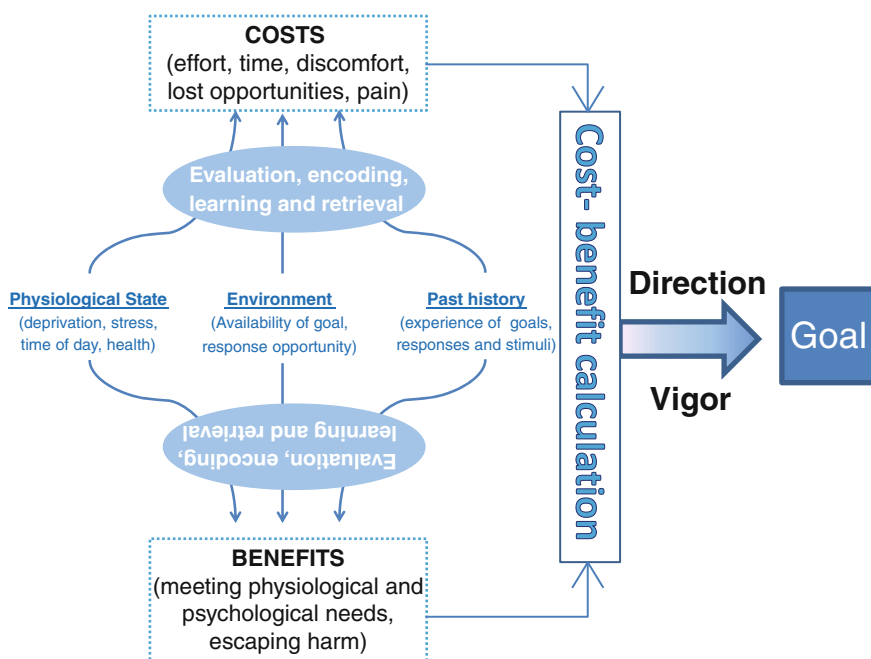 COSTS
(effort, time, discomfort,
lost opportunities, pain)
Evaluation, encoding,
learning and retrieval
Physiological State
(deprivation, stress,
time of day, health)
Environment
(Availability of goal,
response opportunity)
Past history
(experience of goals,
responses and stimuli)
Evaluation, encoding,
learning and retrieval
BENEFITS
(meeting physiological and
psychological needs,
escaping harm)
Cost- benefit calculation
Direction
Vigor
Goal